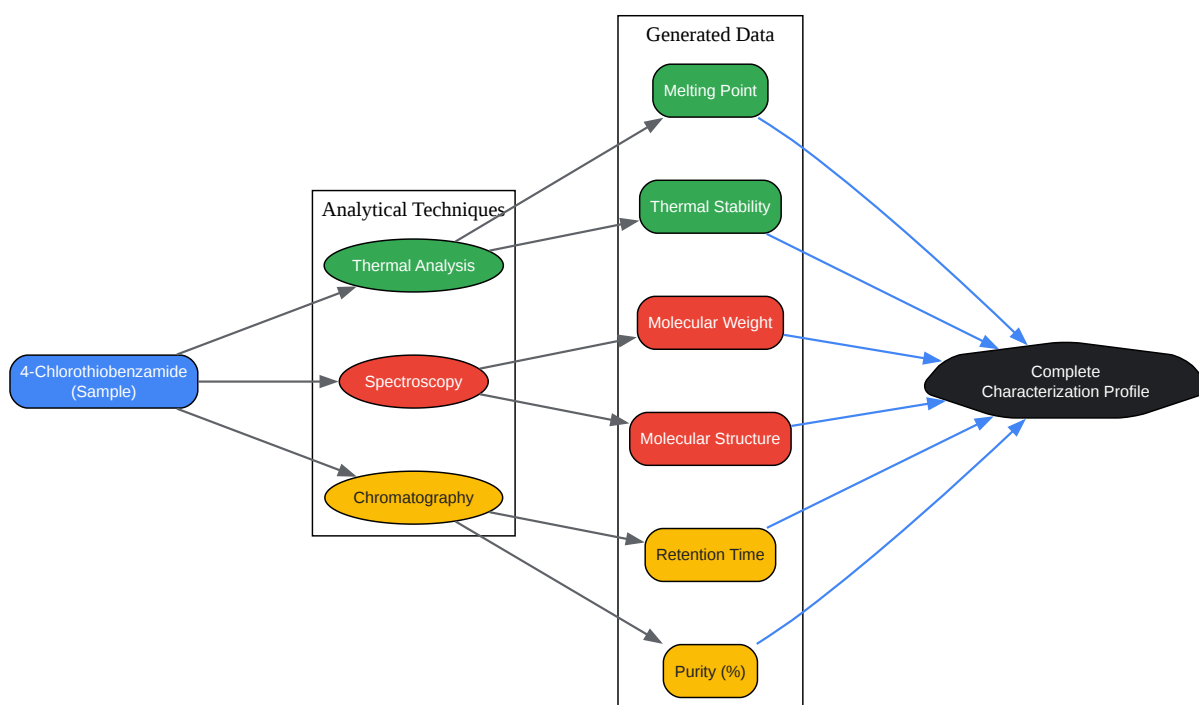 4-Chlorothiobenzamide
(Sample)
Analytical Techniques
Thermal Analysis
Spectroscopy
Chromatography
Generated Data
Melting Point
Thermal Stability
Molecular Weight
Molecular Structure
Retention Time
Purity (%)
Complete
Characterization Profile